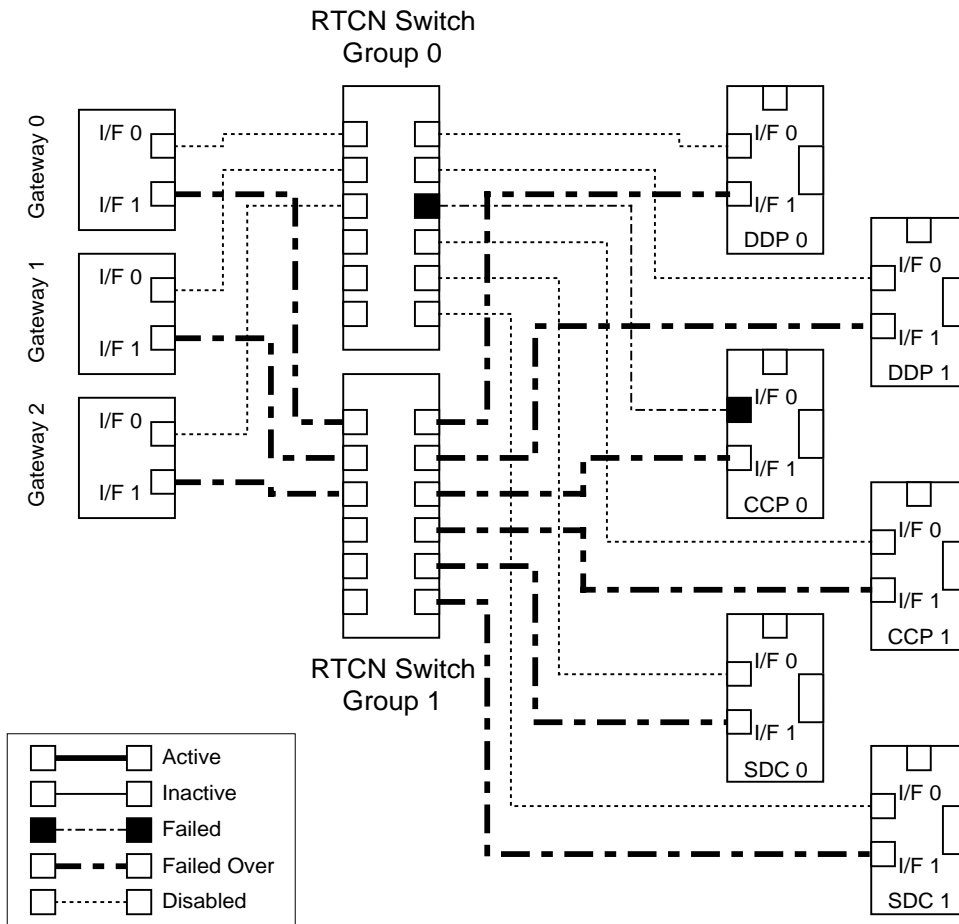 RTCN Switch
Group 0
Gateway 0
I/F 0
I/F 1
Gateway 1
I/F 0
I/F 1
Gateway 2
I/F 0
I/F 1
I/F 0
I/F 1
DDP 0
I/F 0
I/F 1
DDP 1
I/F 0
I/F 1
CCP 0
I/F 0
I/F 1
CCP 1
I/F 0
I/F 1
SDC 0
I/F 0
I/F 1
SDC 1
RTCN Switch
Group 1
Active
Inactive
Failed
Failed Over
Disabled